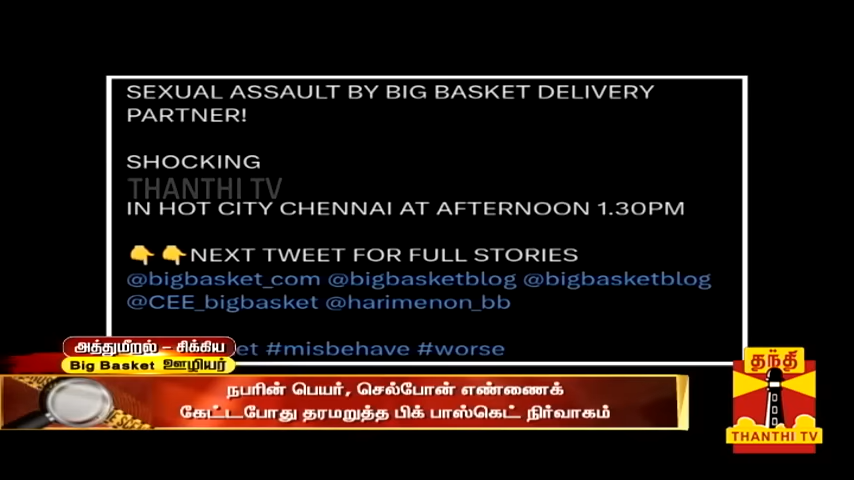 SEXUAL ASSAULT BY BIG BASKET DELIVERY
PARTNER!
SHOCKING
THANTHI TV
IN HOT CITY CHENNAI AT AFTERNOON 1.30PM
👇👇NEXT TWEET FOR FULL STORIES
@bigbasket_com @bigbasketblog @bigbasketblog
@CEE_bigbasket @harimenon_bb
#misbehave #worse
அத்துமீறல் - சிக்கிய
Big Basket ஊழியர்
நபரின் பெயர், செல்போன் எண்ணைக்
கேட்டபோது தரமறுத்த பிக் பாஸ்கெட் நிர்வாகம்
தந்தி
THANTHI TV